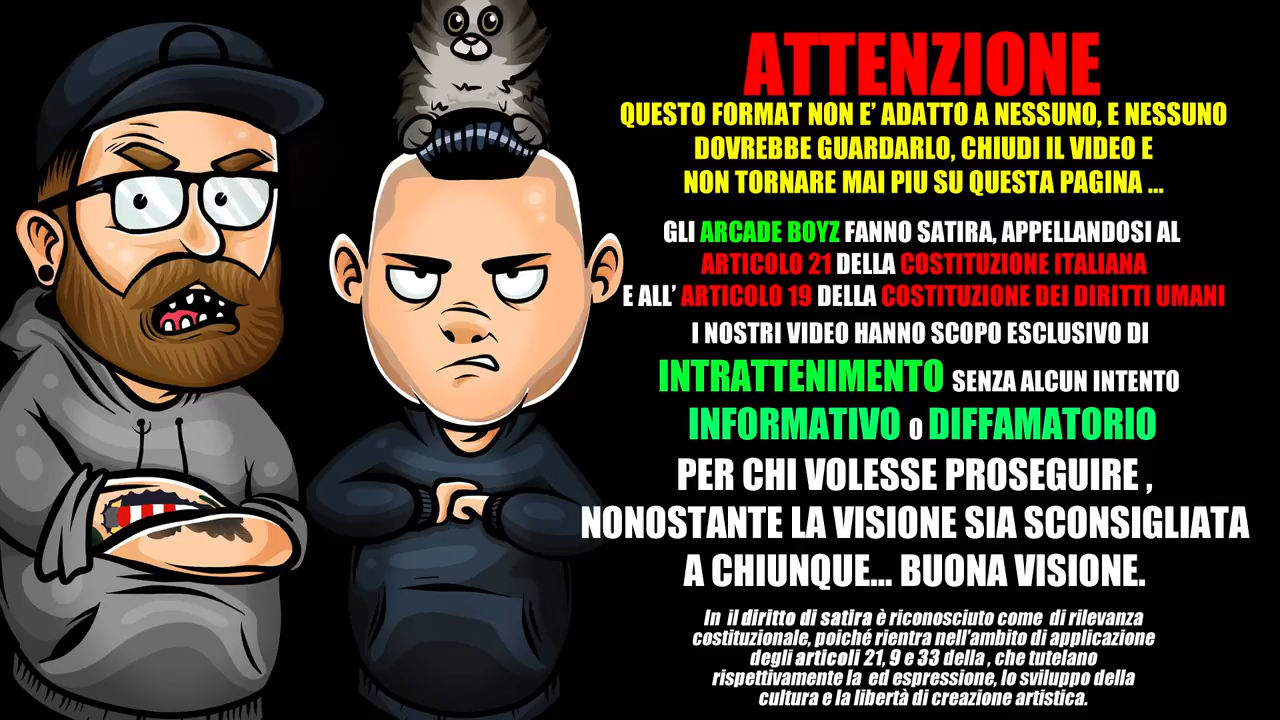 ATTENZIONE
QUESTO FORMAT NON E' ADATTO A NESSUNO, E NESSUNO
DOVREBBE GUARDARLO, CHIUDI IL VIDEO E
NON TORNARE MAI PIU SU QUESTA PAGINA ...
GLI ARCADE BOYZ FANNO SATIRA, APPELLANDOSI AL
ARTICOLO 21 DELLA COSTITUZIONE ITALIANA
E ALL' ARTICOLO 19 DELLA COSTITUZIONE DEI DIRITTI UMANI
I NOSTRI VIDEO HANNO SCOPO ESCLUSIVO DI
INTRATTENIMENTO SENZA ALCUN INTENTO
INFORMATIVO O DIFFAMATORIO
PER CHI VOLESSE PROSEGUIRE ,
NONOSTANTE LA VISIONE SIA SCONSIGLIATA
A CHIUNQUE... BUONA VISIONE.
In il diritto di satira è riconosciuto come di rilevanza
costituzionale, poiché rientra nell'ambito di applicazione
degli articoli 21, 9 e 33 della , che tutelano
rispettivamente la ed espressione, lo sviluppo della
cultura e la libertà di creazione artistica.